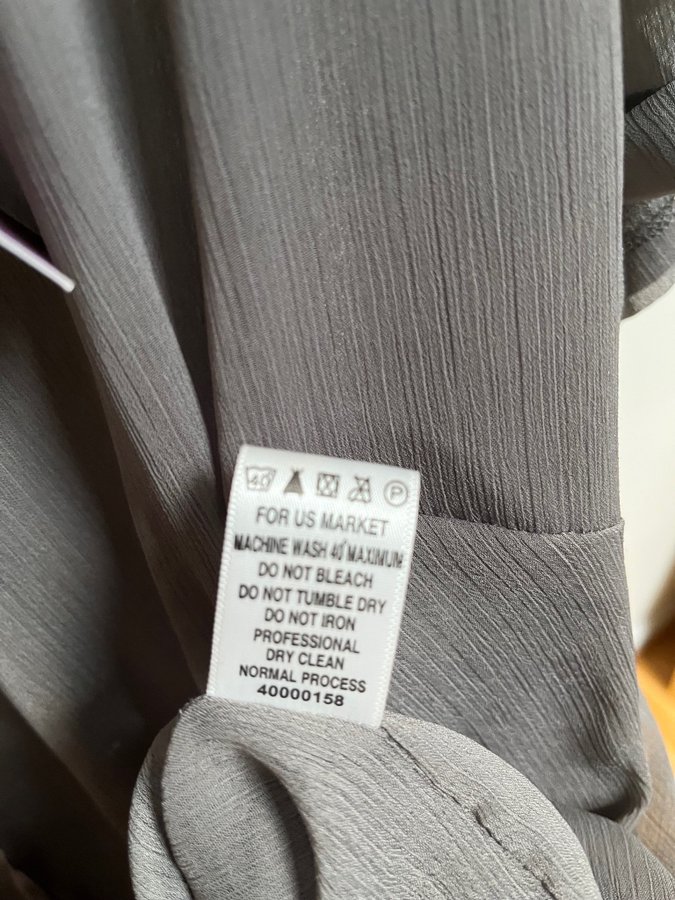 40 P
FOR US MARKET
MACHINE WASH 40°MAXIMUM
DO NOT BLEACH
DO NOT TUMBLE DRY
DO NOT IRON
PROFESSIONAL
DRY CLEAN
NORMAL PROCESS
40000158